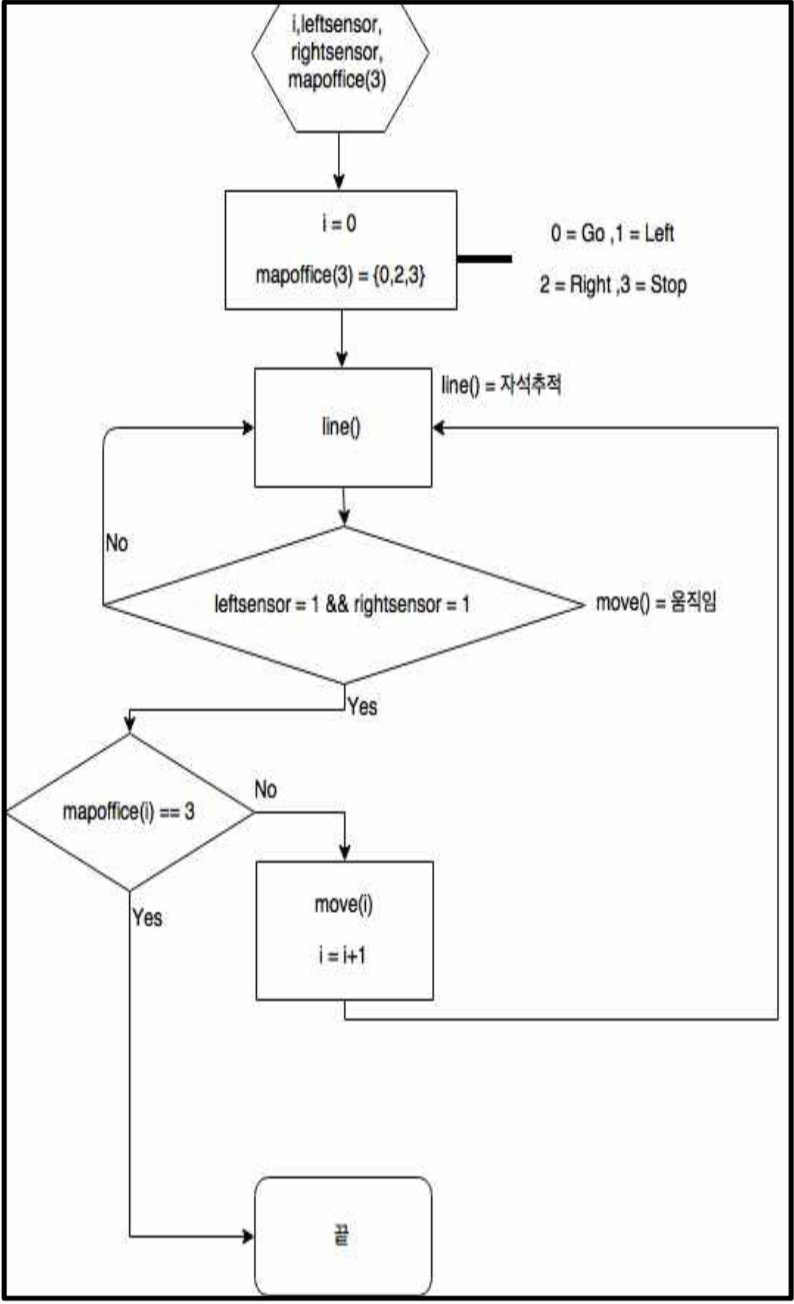 i,leftsensor,
rightsensor,
mapoffice(3)
i = 0
mapoffice(3) = {0,2,3}
0 = Go ,1 = Left
2 = Right ,3 = Stop
line() = 자석추적
line()
No
leftsensor = 1 && rightsensor = 1
move() = 움직임
Yes
mapoffice(i) == 3
No
Yes
move(i)
i = i+1
끝